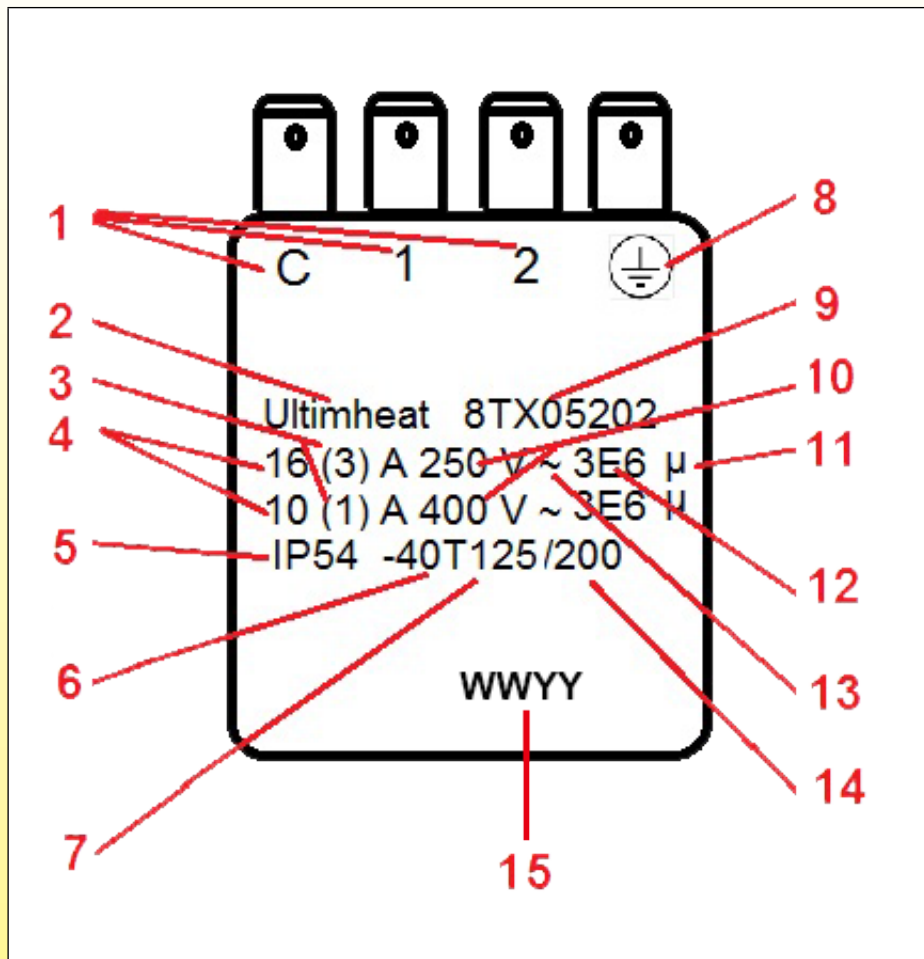 1 C 1 2 8
2 9
3 10
Ultimheat 8TX05202
4 16 (3) A 250 V ~ 3E6 µ 11
10 (1) A 400 V ~ 3E6 µ
5 IP54 -40T125/200
12
6 WWYY 13
14
7
15